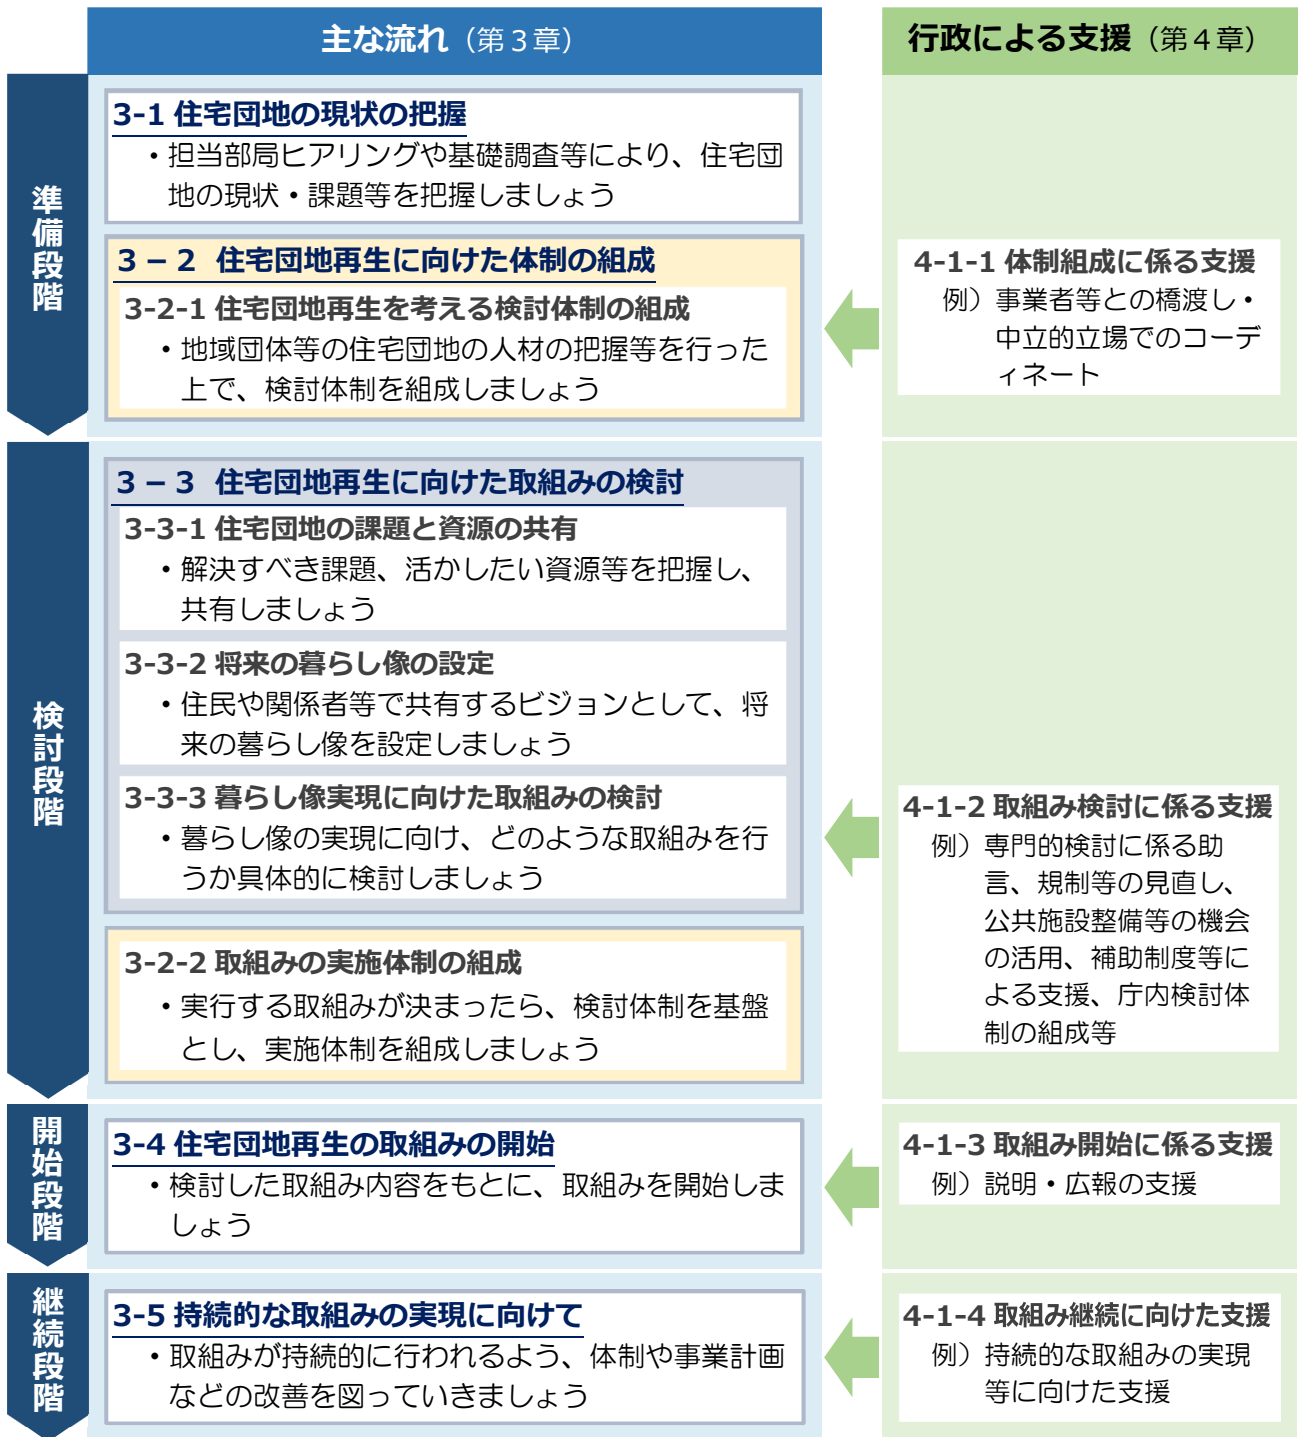 主な流れ（第３章）
行政による支援（第４章）
準備段階
3-1 住宅団地の現状の把握
・担当部局ヒアリングや基礎調査等により、住宅団
地の現状・課題等を把握しましょう
３－２ 住宅団地再生に向けた体制の組成
3-2-1 住宅団地再生を考える検討体制の組成
・地域団体等の住宅団地の人材の把握等を行った
上で、検討体制を組成しましょう
4-1-1 体制組成に係る支援
例）事業者等との橋渡し・
中立的立場でのコーデ
ィネート
検討段階
３－３ 住宅団地再生に向けた取組みの検討
3-3-1 住宅団地の課題と資源の共有
・解決すべき課題、活かしたい資源等を把握し、
共有しましょう
3-3-2 将来の暮らし像の設定
・住民や関係者等で共有するビジョンとして、将
来の暮らし像を設定しましょう
3-3-3 暮らし像実現に向けた取組みの検討
・暮らし像の実現に向け、どのような取組みを行
うか具体的に検討しましょう
3-2-2 取組みの実施体制の組成
・実行する取組みが決まったら、検討体制を基盤
とし、実施体制を組成しましょう
4-1-2 取組み検討に係る支援
例）専門的検討に係る助
言、規制等の見直し、
公共施設整備等の機会
の活用、補助制度等に
よる支援、庁内検討体
制の組成等
開始段階
3-4 住宅団地再生の取組みの開始
・検討した取組み内容をもとに、取組みを開始しま
しょう
4-1-3 取組み開始に係る支援
例）説明・広報の支援
継続段階
3-5 持続的な取組みの実現に向けて
・取組みが持続的に行われるよう、体制や事業計画
などの改善を図っていきましょう
4-1-4 取組み継続に向けた支援
例）持続的な取組みの実現
等に向けた支援